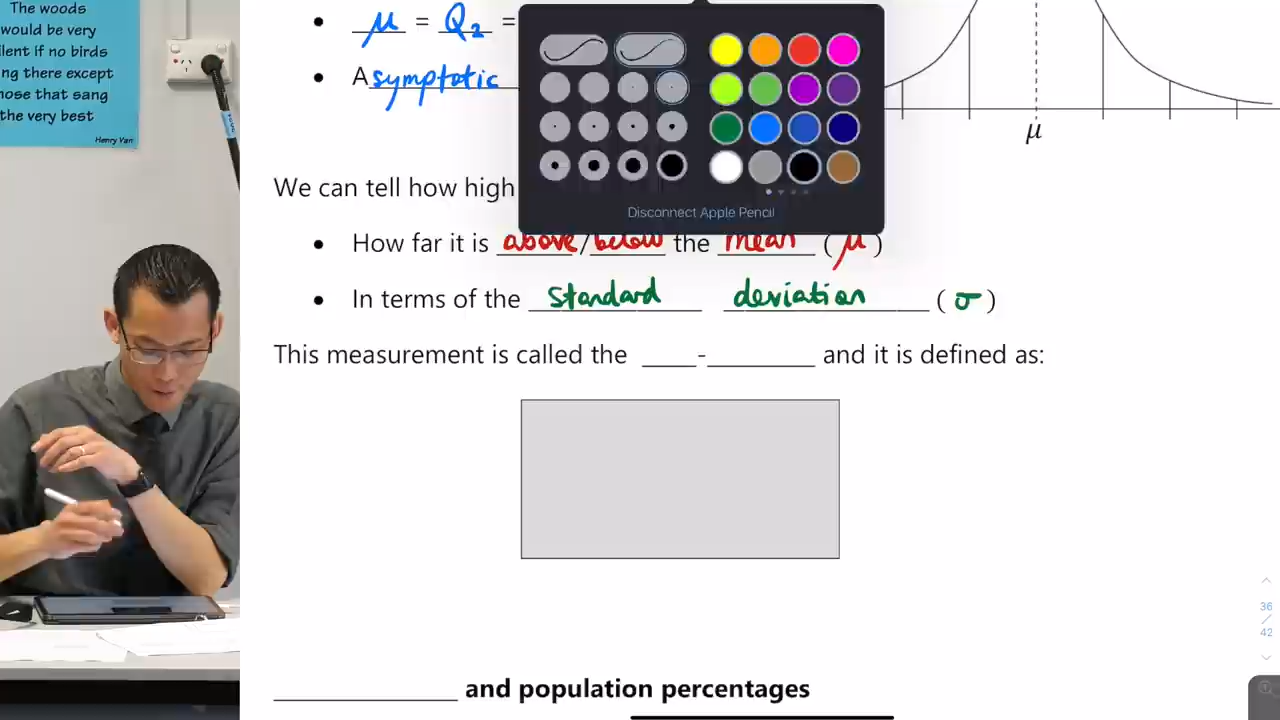 The woods
would be very
lent if no birds
ng there except
nose that sang
the very best
Henry Van
• μ = Q₂ =
• Asymptotic
μ
We can tell how high
Disconnect Apple Pencil
• How far it is above/below the mean (μ)
• In terms of the standard deviation (σ)
This measurement is called the ____-________ and it is defined as:
36
/
42
______________ and population percentages